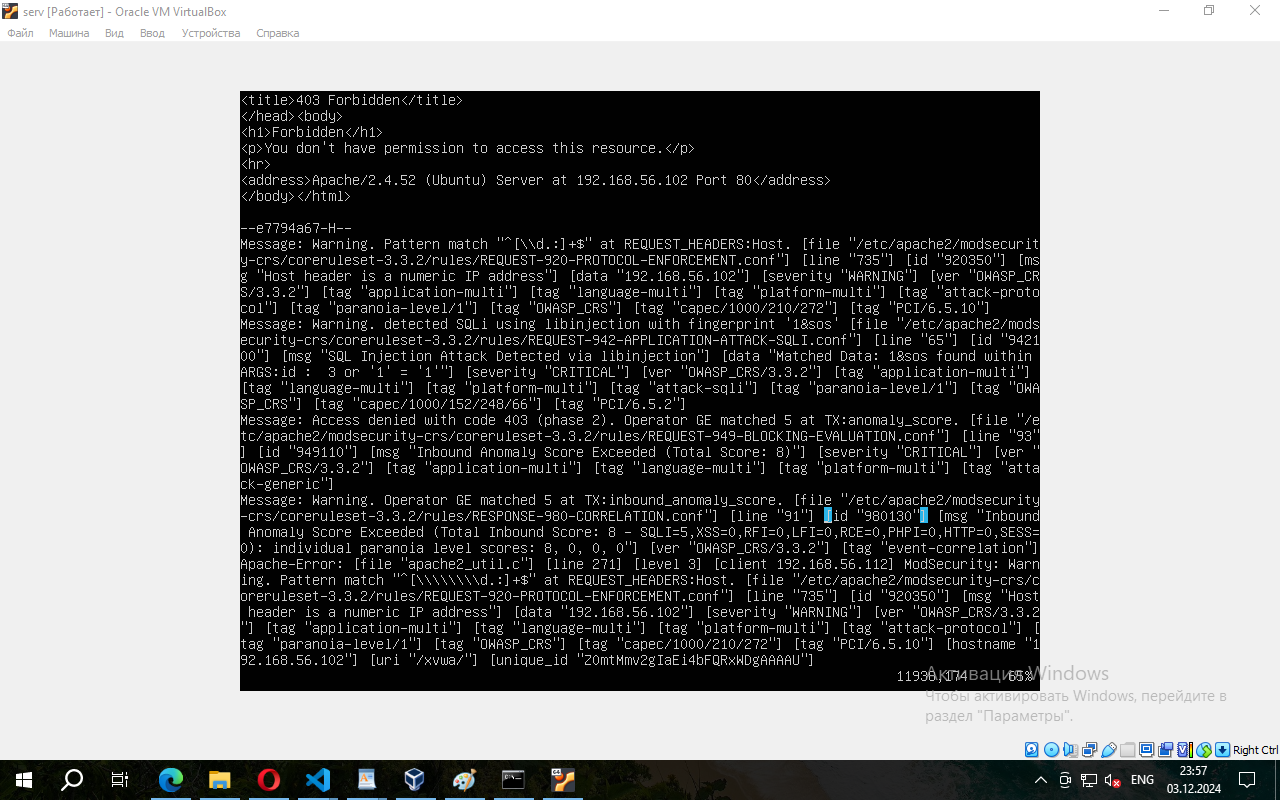 serv [Работает] - Oracle VM VirtualBox
Файл Машина Вид Ввод Устройства Справка
<title>403 Forbidden</title>
</head><body>
<h1>Forbidden</h1>
<p>You don't have permission to access this resource.</p>
<hr>
<address>Apache/2.4.52 (Ubuntu) Server at 192.168.56.102 Port 80</address>
</body></html>
--e7794a67-H--
Message: Warning. Pattern match "^[\\d.:]+$" at REQUEST_HEADERS:Host. [file "/etc/apache2/modsecurit
y-crs/coreruleset-3.3.2/rules/REQUEST-920-PROTOCOL-ENFORCEMENT.conf"] [line "735"] [id "920350"] [ms
g "Host header is a numeric IP address"] [data "192.168.56.102"] [severity "WARNING"] [ver "OWASP_CR
S/3.3.2"] [tag "application-multi"] [tag "language-multi"] [tag "platform-multi"] [tag "attack-proto
col"] [tag "paranoia-level/1"] [tag "OWASP_CRS"] [tag "capec/1000/210/272"] [tag "PCI/6.5.10"]
Message: Warning. detected SQLi using libinjection with fingerprint '1&sos' [file "/etc/apache2/mods
ecurity-crs/coreruleset-3.3.2/rules/REQUEST-942-APPLICATION-ATTACK-SQLI.conf"] [line "65"] [id "9421
00"] [msg "SQL Injection Attack Detected via libinjection"] [data "Matched Data: 1&sos found within
ARGS:id :  3 or '1' = '1'"] [severity "CRITICAL"] [ver "OWASP_CRS/3.3.2"] [tag "application-multi"]
[tag "language-multi"] [tag "platform-multi"] [tag "attack-sqli"] [tag "paranoia-level/1"] [tag "OWA
SP_CRS"] [tag "capec/1000/152/248/66"] [tag "PCI/6.5.2"]
Message: Access denied with code 403 (phase 2). Operator GE matched 5 at TX:anomaly_score. [file "/e
tc/apache2/modsecurity-crs/coreruleset-3.3.2/rules/REQUEST-949-BLOCKING-EVALUATION.conf"] [line "93"
] [id "949110"] [msg "Inbound Anomaly Score Exceeded (Total Score: 8)"] [severity "CRITICAL"] [ver "
OWASP_CRS/3.3.2"] [tag "application-multi"] [tag "language-multi"] [tag "platform-multi"] [tag "atta
ck-generic"]
Message: Warning. Operator GE matched 5 at TX:inbound_anomaly_score. [file "/etc/apache2/modsecurity
-crs/coreruleset-3.3.2/rules/RESPONSE-980-CORRELATION.conf"] [line "91"] [id "980130"] [msg "Inbound
 Anomaly Score Exceeded (Total Inbound Score: 8 - SQLI=5,XSS=0,RFI=0,LFI=0,RCE=0,PHPI=0,HTTP=0,SESS=
0): individual paranoia level scores: 8, 0, 0, 0"] [ver "OWASP_CRS/3.3.2"] [tag "event-correlation"]
Apache-Error: [file "apache2_util.c"] [line 271] [level 3] [client 192.168.56.112] ModSecurity: Warn
ing. Pattern match "^[\\\\\\\\d.:]+$" at REQUEST_HEADERS:Host. [file "/etc/apache2/modsecurity-crs/c
oreruleset-3.3.2/rules/REQUEST-920-PROTOCOL-ENFORCEMENT.conf"] [line "735"] [id "920350"] [msg "Host
 header is a numeric IP address"] [data "192.168.56.102"] [severity "WARNING"] [ver "OWASP_CRS/3.3.2
"] [tag "application-multi"] [tag "language-multi"] [tag "platform-multi"] [tag "attack-protocol"] [
tag "paranoia-level/1"] [tag "OWASP_CRS"] [tag "capec/1000/210/272"] [tag "PCI/6.5.10"] [hostname "1
92.168.56.102"] [uri "/xvwa/"] [unique_id "Z0mtMmv2gIaEi4bFQRxWDgAAAAU"]
65%
Активация Windows
Чтобы активировать Windows, перейдите в
раздел "Параметры".
Right Ctrl
ENG
23:57
03.12.2024